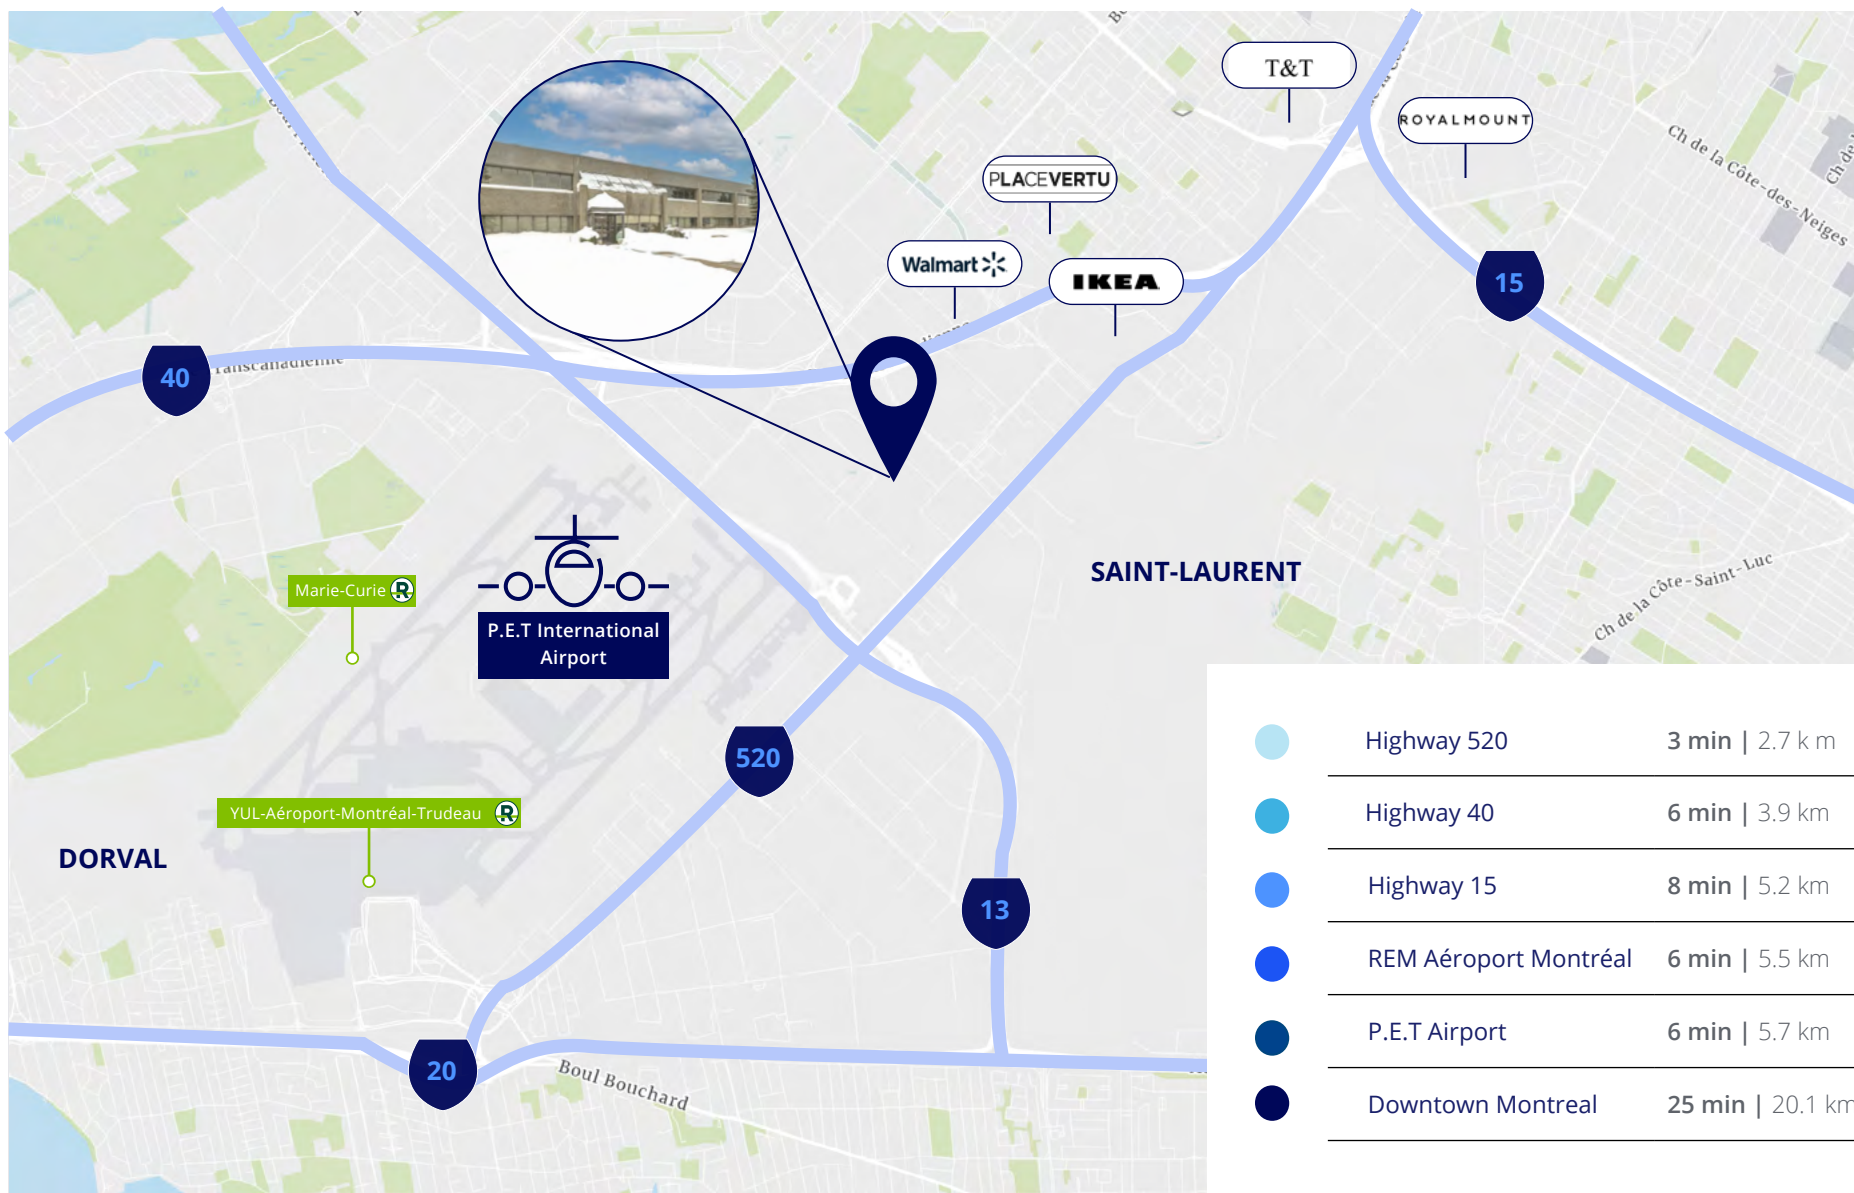 T&T
ROYALMOUNT
Ch de la Côte-des-Neiges
PLACEVERTU
Walmart
IKEA
15
40
SAINT-LAURENT
Ch de la Côte-Saint-Luc
Marie-Curie
P.E.T International
Airport
520
YUL-Aéroport-Montréal-Trudeau
DORVAL
13
20
Boul Bouchard
Highway 520 3 min | 2.7 k m
Highway 40 6 min | 3.9 km
Highway 15 8 min | 5.2 km
REM Aéroport Montréal 6 min | 5.5 km
P.E.T Airport 6 min | 5.7 km
Downtown Montreal 25 min | 20.1 km